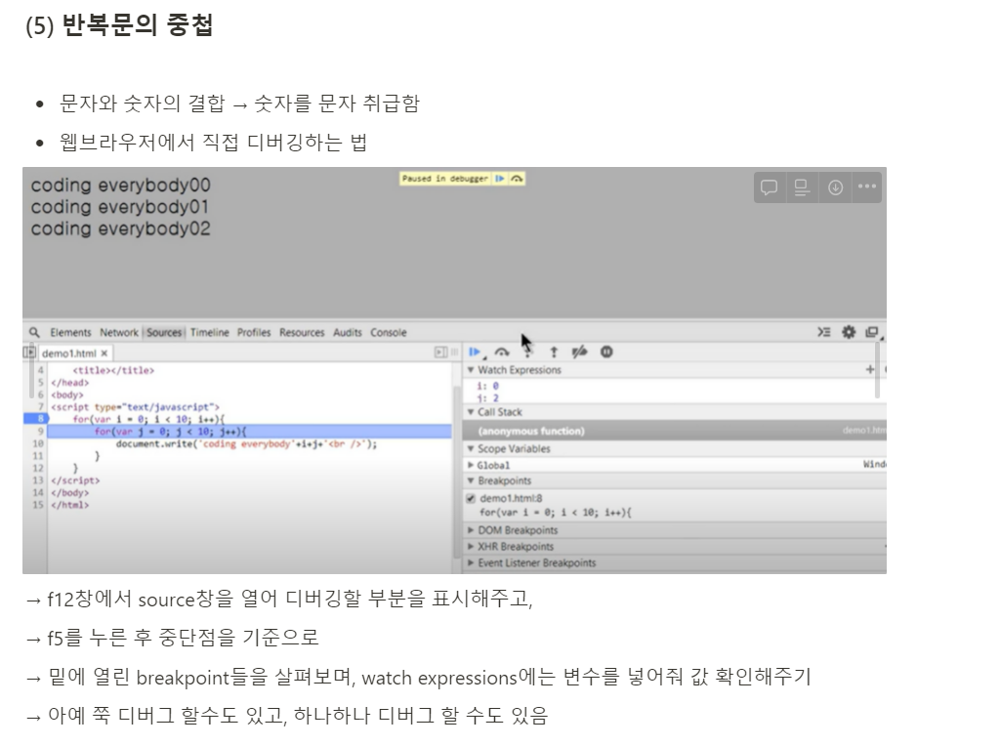 (5) 반복문의 중첩
• 문자와 숫자의 결합 → 숫자를 문자 취급함
• 웹브라우저에서 직접 디버깅하는 법
coding everybody00
coding everybody01
coding everybody02
Paused in debugger
Elements Network Sources Timeline Profiles Resources Audits Console
demo1.html ×
4 <title></title>
5 </head>
6 <body>
7 <script type="text/javascript">
8 for(var i = 0; i < 10; i++){
9 for(var j = 0; j < 10; j++){
10 document.write('coding everybody'+i+j+'<br />');
11 }
12 }
13 </script>
14 </body>
15 </html>
▼ Watch Expressions
i: 0
j: 2
▼ Call Stack
(anonymous function) demo1.htm
▼ Scope Variables
▶ Global Wind
▼ Breakpoints
demo1.html:8
for(var i = 0; i < 10; i++){
▶ DOM Breakpoints
▶ XHR Breakpoints
▶ Event Listener Breakpoints
→ f12창에서 source창을 열어 디버깅할 부분을 표시해주고,
→ f5를 누른 후 중단점을 기준으로
→ 밑에 열린 breakpoint들을 살펴보며, watch expressions에는 변수를 넣어줘 값 확인해주기
→ 아예 쭉 디버그 할수도 있고, 하나하나 디버그 할 수도 있음